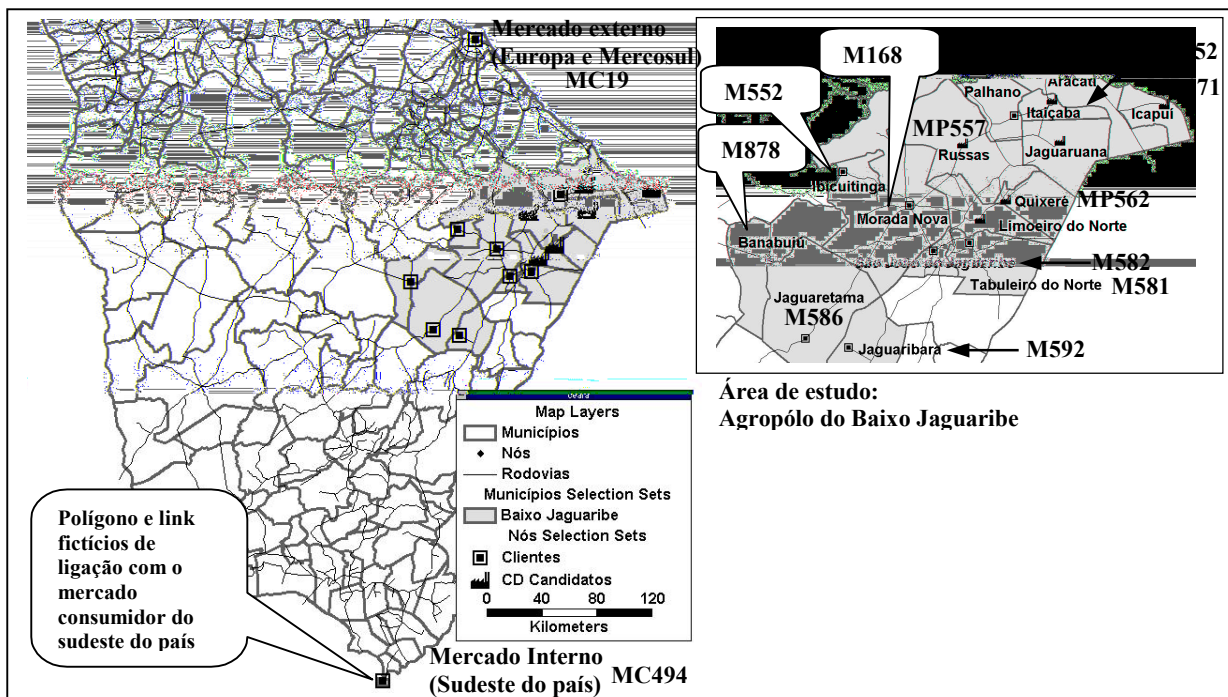 Mercado externo
(Europa e Mercosul)
MC19
M168
M552
M878
52
71
Palhano
Aracati
Itaiçaba
Icapuí
MP557
Russas
Jaguaruana
Ibicuitinga
Quixeré MP562
Morada Nova
Limoeiro do Norte
Banabuiú
M582
Tabuleiro do Norte M581
Jaguaretama
M586
Jaguaribara
M592
Área de estudo:
Agropólo do Baixo Jaguaribe
Map Layers
Municípios
Nós
Rodovias
Municípios Selection Sets
Baixo Jaguaribe
Nós Selection Sets
Clientes
CD Candidatos
0 40 80 120
Kilometers
Polígono e link
fictícios de
ligação com o
mercado
consumidor do
sudeste do país
Mercado Interno
(Sudeste do país) MC494